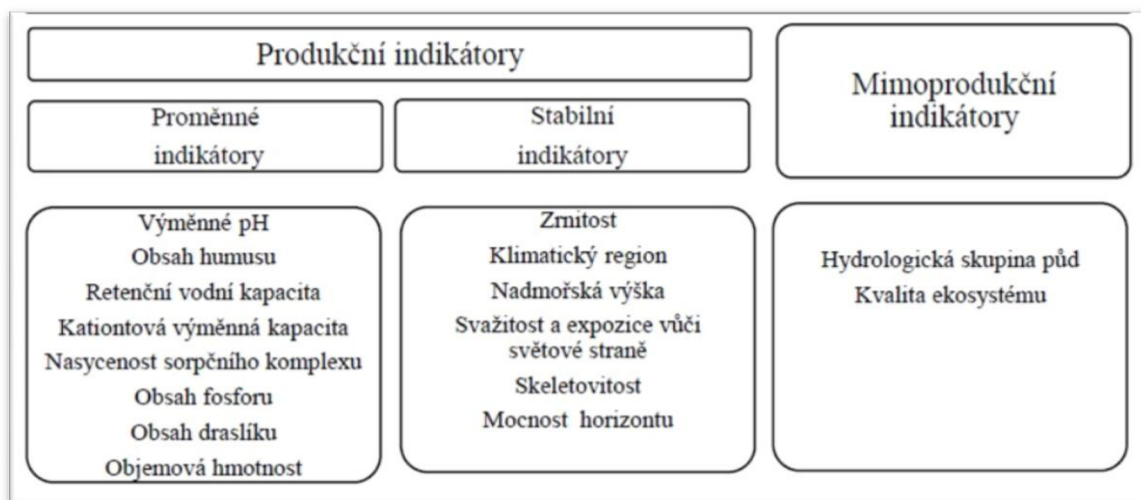 Produkční indikátory
Mimoprodukční
indikátory
Proměnné
indikátory
Stabilní
indikátory
Výměnné pH
Obsah humusu
Retenční vodní kapacita
Kationtová výměnná kapacita
Nasycenost sorpčního komplexu
Obsah fosforu
Obsah draslíku
Objemová hmotnost
Zrnitost
Klimatický region
Nadmořská výška
Svažitost a expozice vůči
světové straně
Skeletovitost
Mocnost horizontu
Hydrologická skupina půd
Kvalita ekosystému